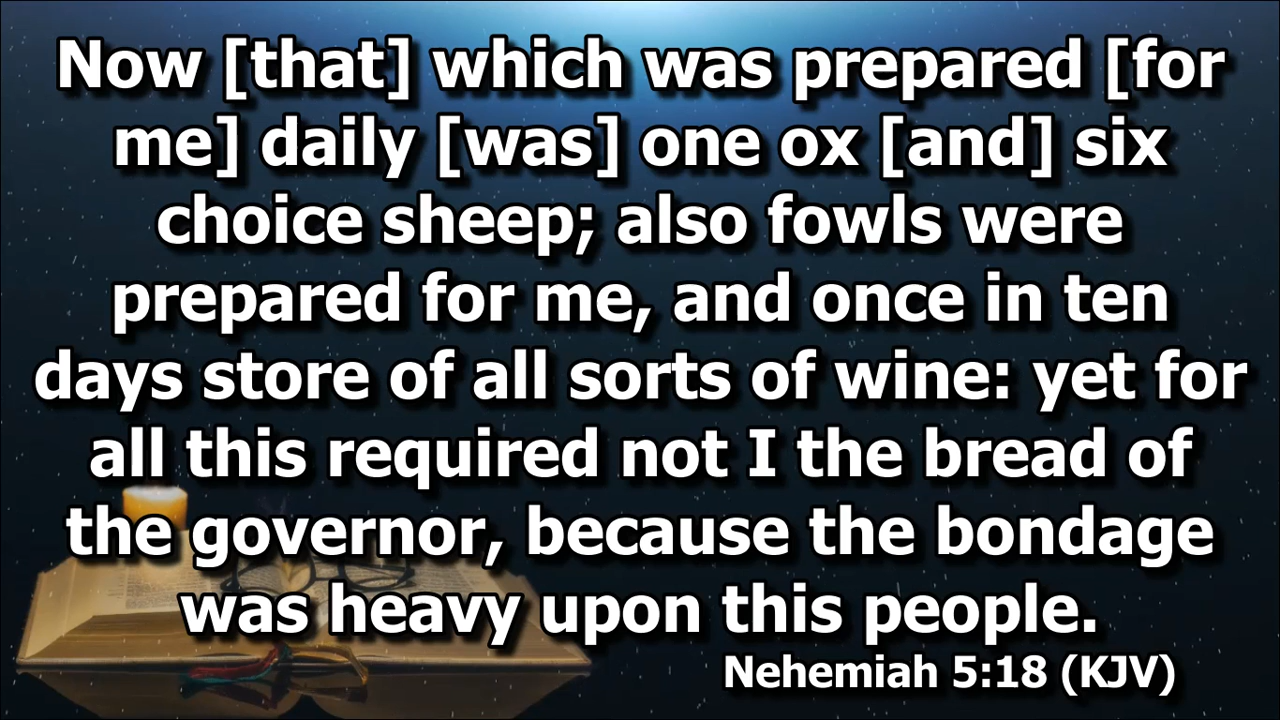 Now [that] which was prepared [for
me] daily [was] one ox [and] six
choice sheep; also fowls were
prepared for me, and once in ten
days store of all sorts of wine: yet for
all this required not I the bread of
the governor, because the bondage
was heavy upon this people.
Nehemiah 5:18 (KJV)